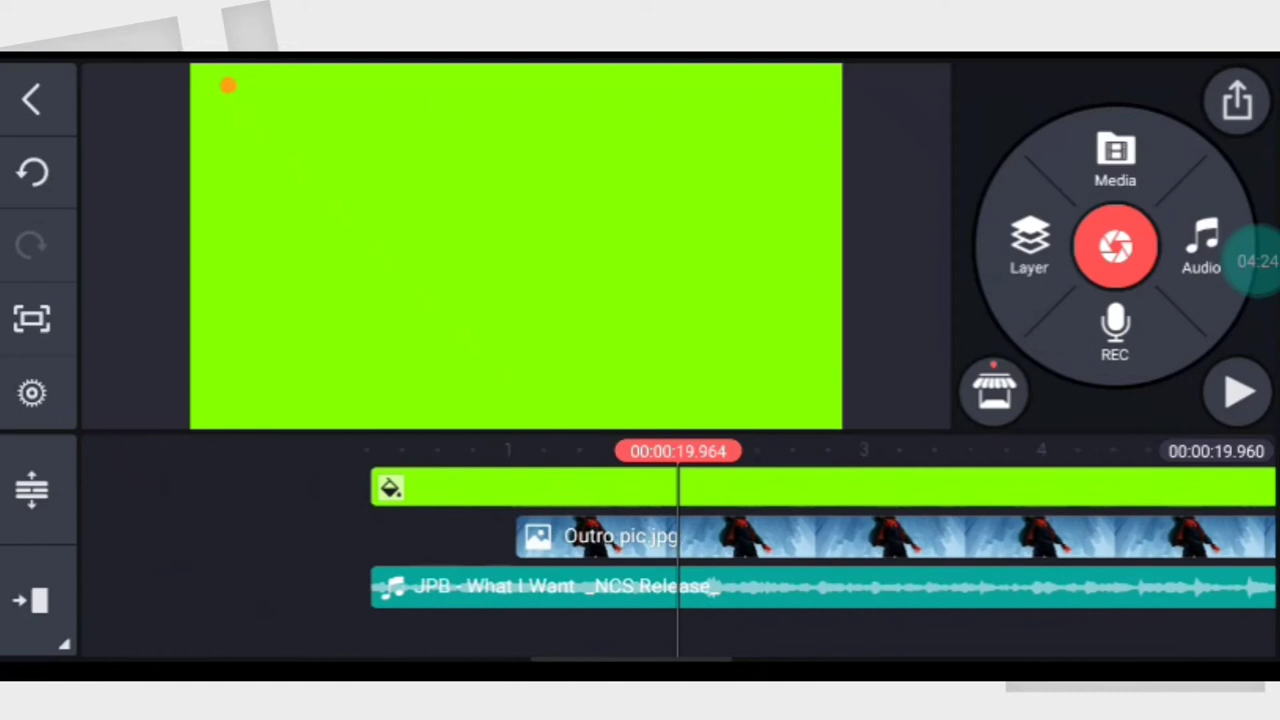 Media
Layer
Audio
04:24
REC
1
00:00:19.964
3
4
00:00:19.960
Outro pic.jpg
JPB - What I Want _NCS Release_